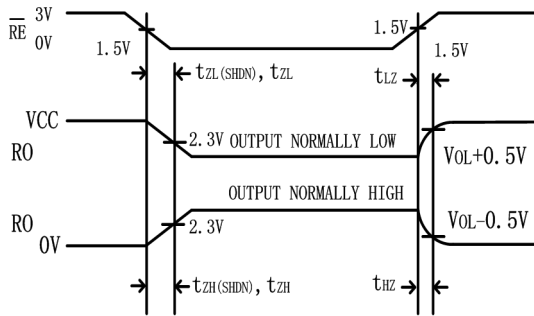 RE 3V
0V
1.5V
1.5V
1.5V
tZL(SHDN), tZL
tLZ
VCC
RO
2.3V OUTPUT NORMALLY LOW
VOL+0.5V
OUTPUT NORMALLY HIGH
RO
0V
2.3V
VOL-0.5V
tZH(SHDN), tZH
tHZ